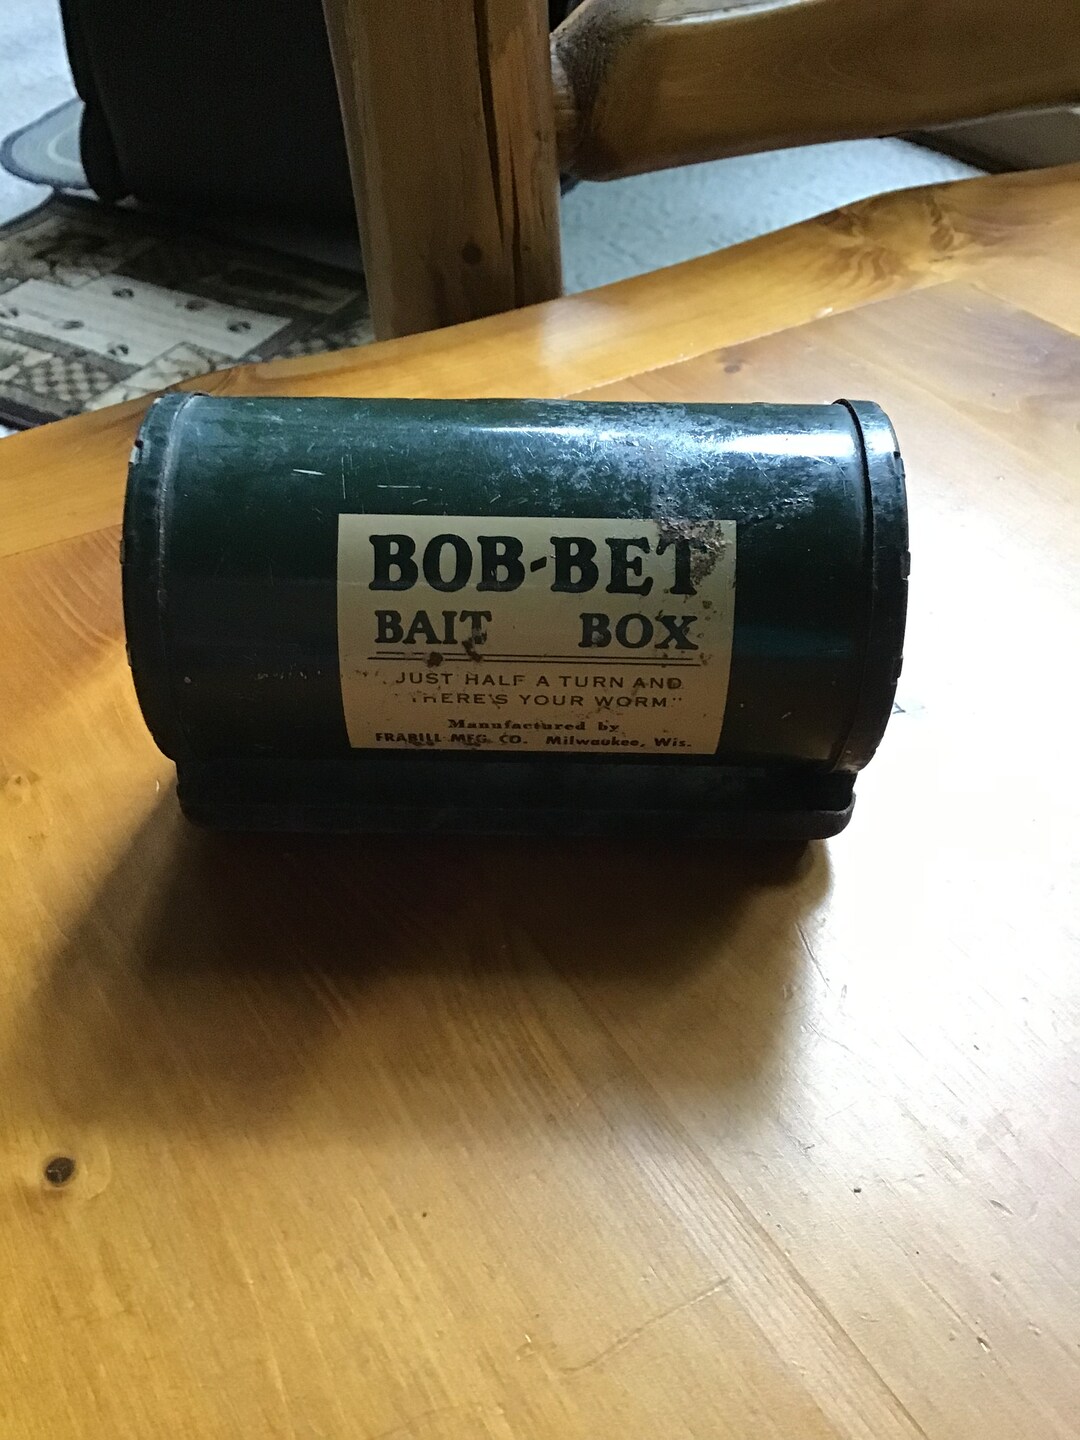 BOB-BET
BAIT BOX
JUST HALF A TURN AND
THERE'S YOUR WORM"
Manufactured by
FRABILL MFG. CO. Milwaukee, Wis.